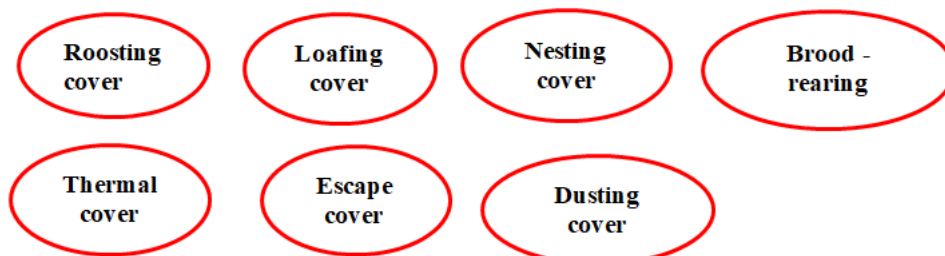 Roosting
cover
Loafing
cover
Nesting
cover
Brood -
rearing
Thermal
cover
Escape
cover
Dusting
cover